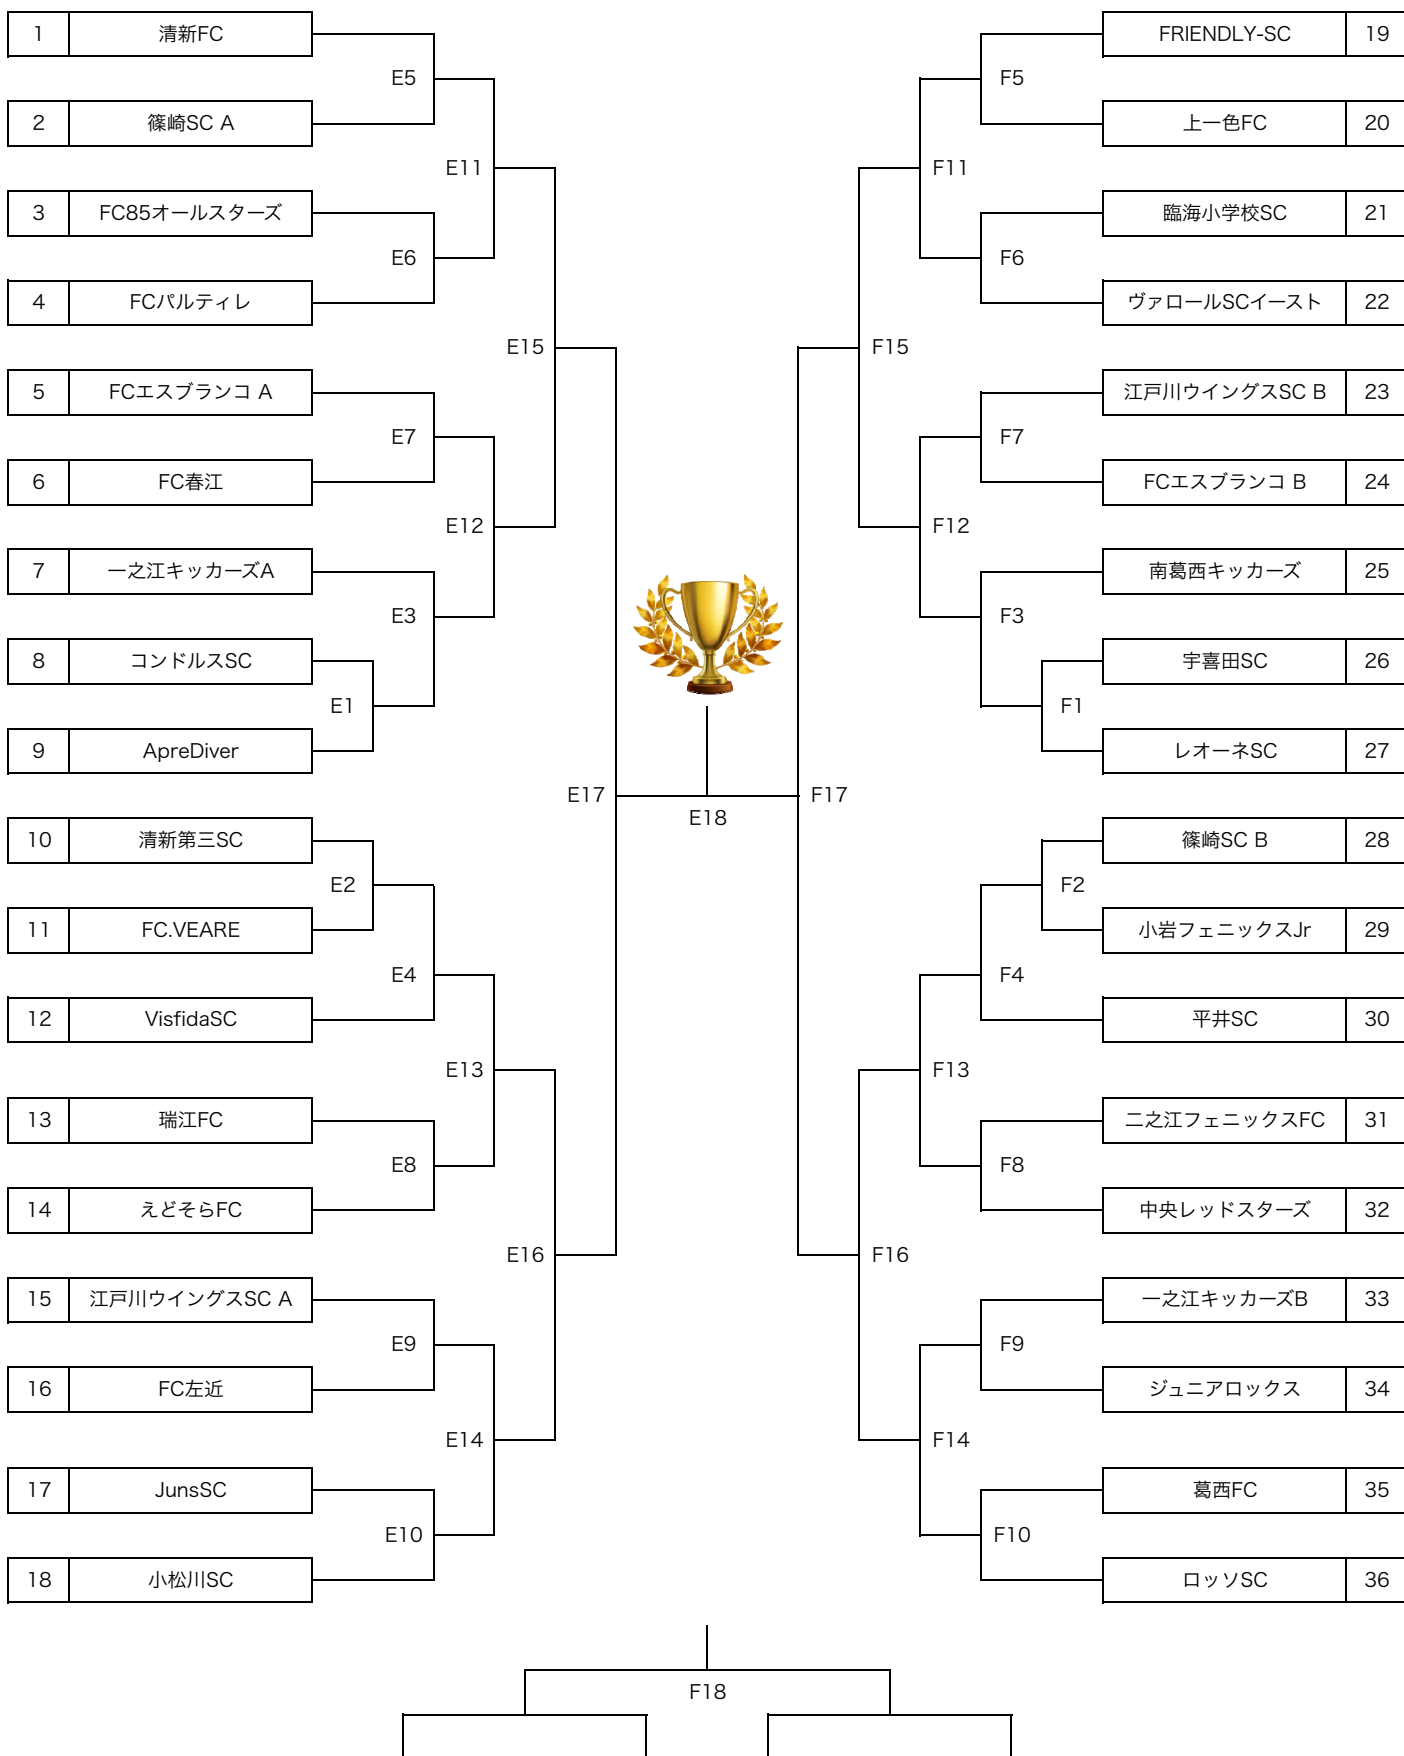 1 清新FC
2 篠崎SC A
3 FC85オールスターズ
4 FCパルティレ
5 FCエスブランコ A
6 FC春江
7 一之江キッカーズA
8 コンドルスSC
9 ApreDiver
10 清新第三SC
11 FC.VEARE
12 VisfidaSC
13 瑞江FC
14 えどそらFC
15 江戸川ウイングスSC A
16 FC左近
17 JunsSC
18 小松川SC
E5
E6
E7
E3
E1
E2
E4
E8
E9
E10
E11
E12
E13
E14
E15
E16
E17
E18
F17
F15
F16
F11
F12
F13
F14
F5
F6
F7
F3
F1
F2
F4
F8
F9
F10
FRIENDLY-SC 19
上一色FC 20
臨海小学校SC 21
ヴァロールSCイースト 22
江戸川ウイングスSC B 23
FCエスブランコ B 24
南葛西キッカーズ 25
宇喜田SC 26
レオーネSC 27
篠崎SC B 28
小岩フェニックスJr 29
平井SC 30
二之江フェニックスFC 31
中央レッドスターズ 32
一之江キッカーズB 33
ジュニアロックス 34
葛西FC 35
ロッソSC 36
F18